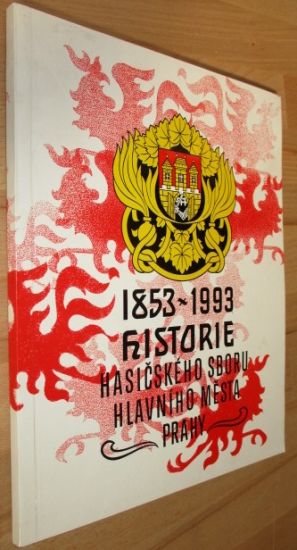 1853~1993
HISTORIE
HASIČSKÉHO SBORU
HLAVNÍHO MĚSTA
PRAHY